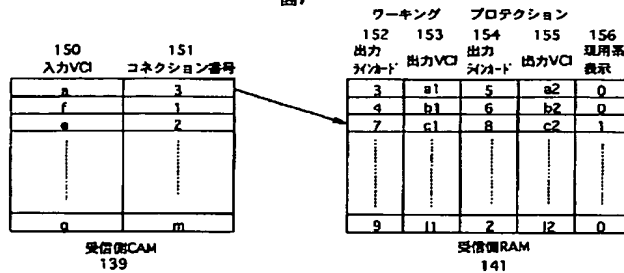 図7
ワーキング プロテクション
150 151 152 153 154 155 156
入力VCI コネクション番号 出力ラインカード 出力VCI 出力ラインカード 出力VCI 現用系表示
a 3 3 a1 5 a2 0
f 1 4 b1 6 b2 0
e 2 7 c1 8 c2 1
g m 9 l1 2 l2 0
受信側CAM 受信側RAM
139 141